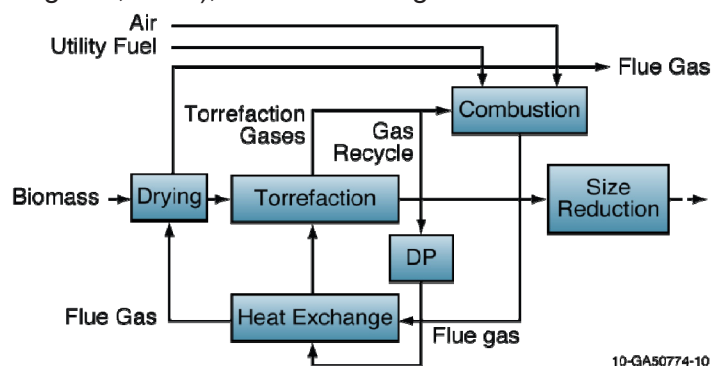 Air
Utility Fuel
Flue Gas
Combustion
Torrefaction
Gases
Gas
Recycle
Biomass
Drying
Torrefaction
Size
Reduction
DP
Flue Gas
Heat Exchange
Flue gas
10-GA50774-10